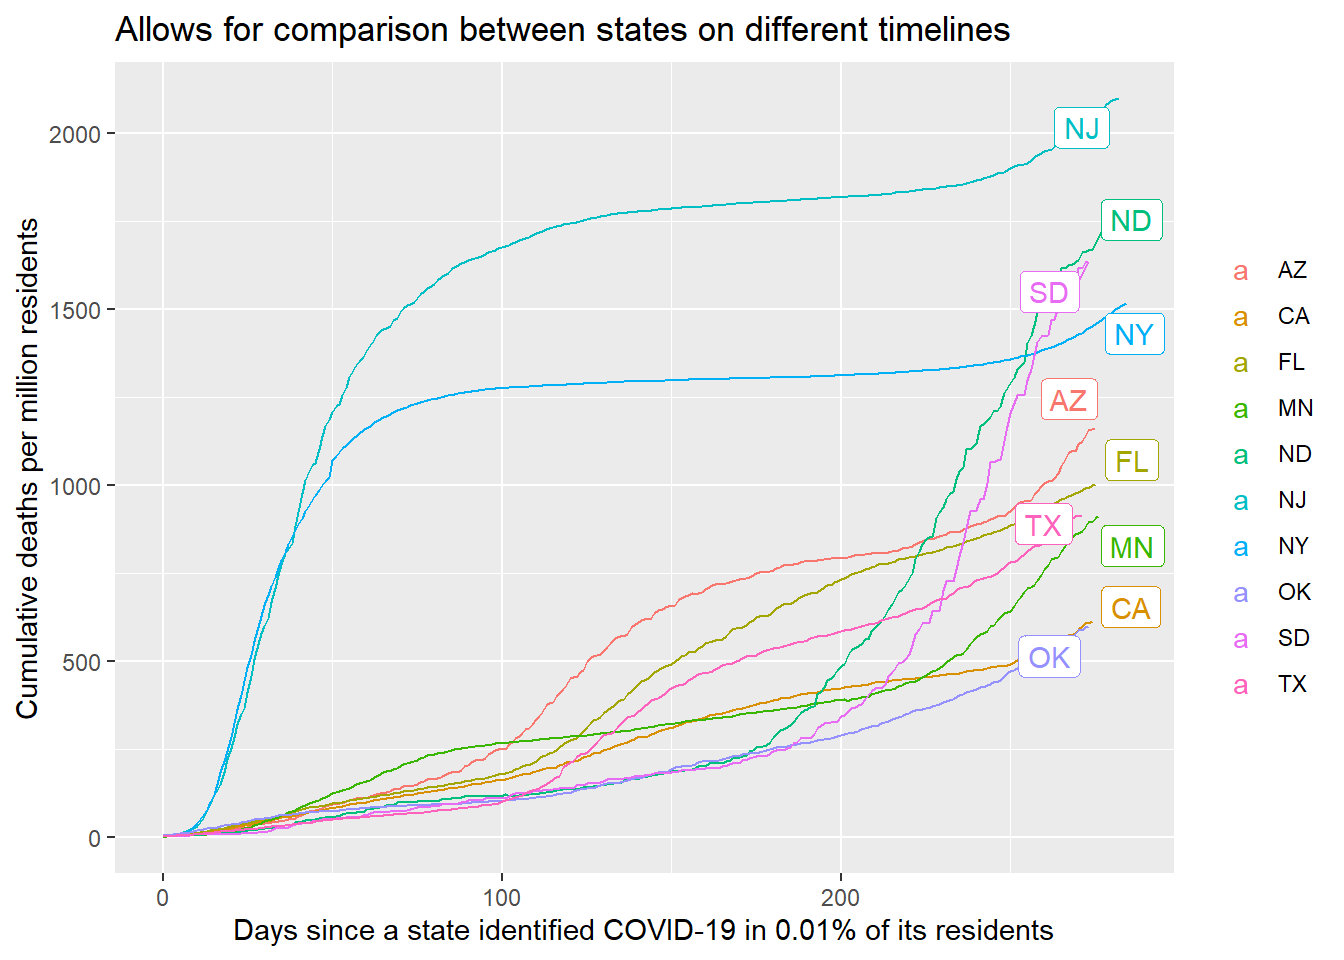 Allows for comparison between states on different timelines
Cumulative deaths per million residents
2000
1500
1000
500
0
NJ
ND
SD
NY
AZ
FL
TX
MN
CA
OK
0
100
200
Days since a state identified COVID-19 in 0.01% of its residents
a AZ
a CA
a FL
a MN
a ND
a NJ
a NY
a OK
a SD
a TX